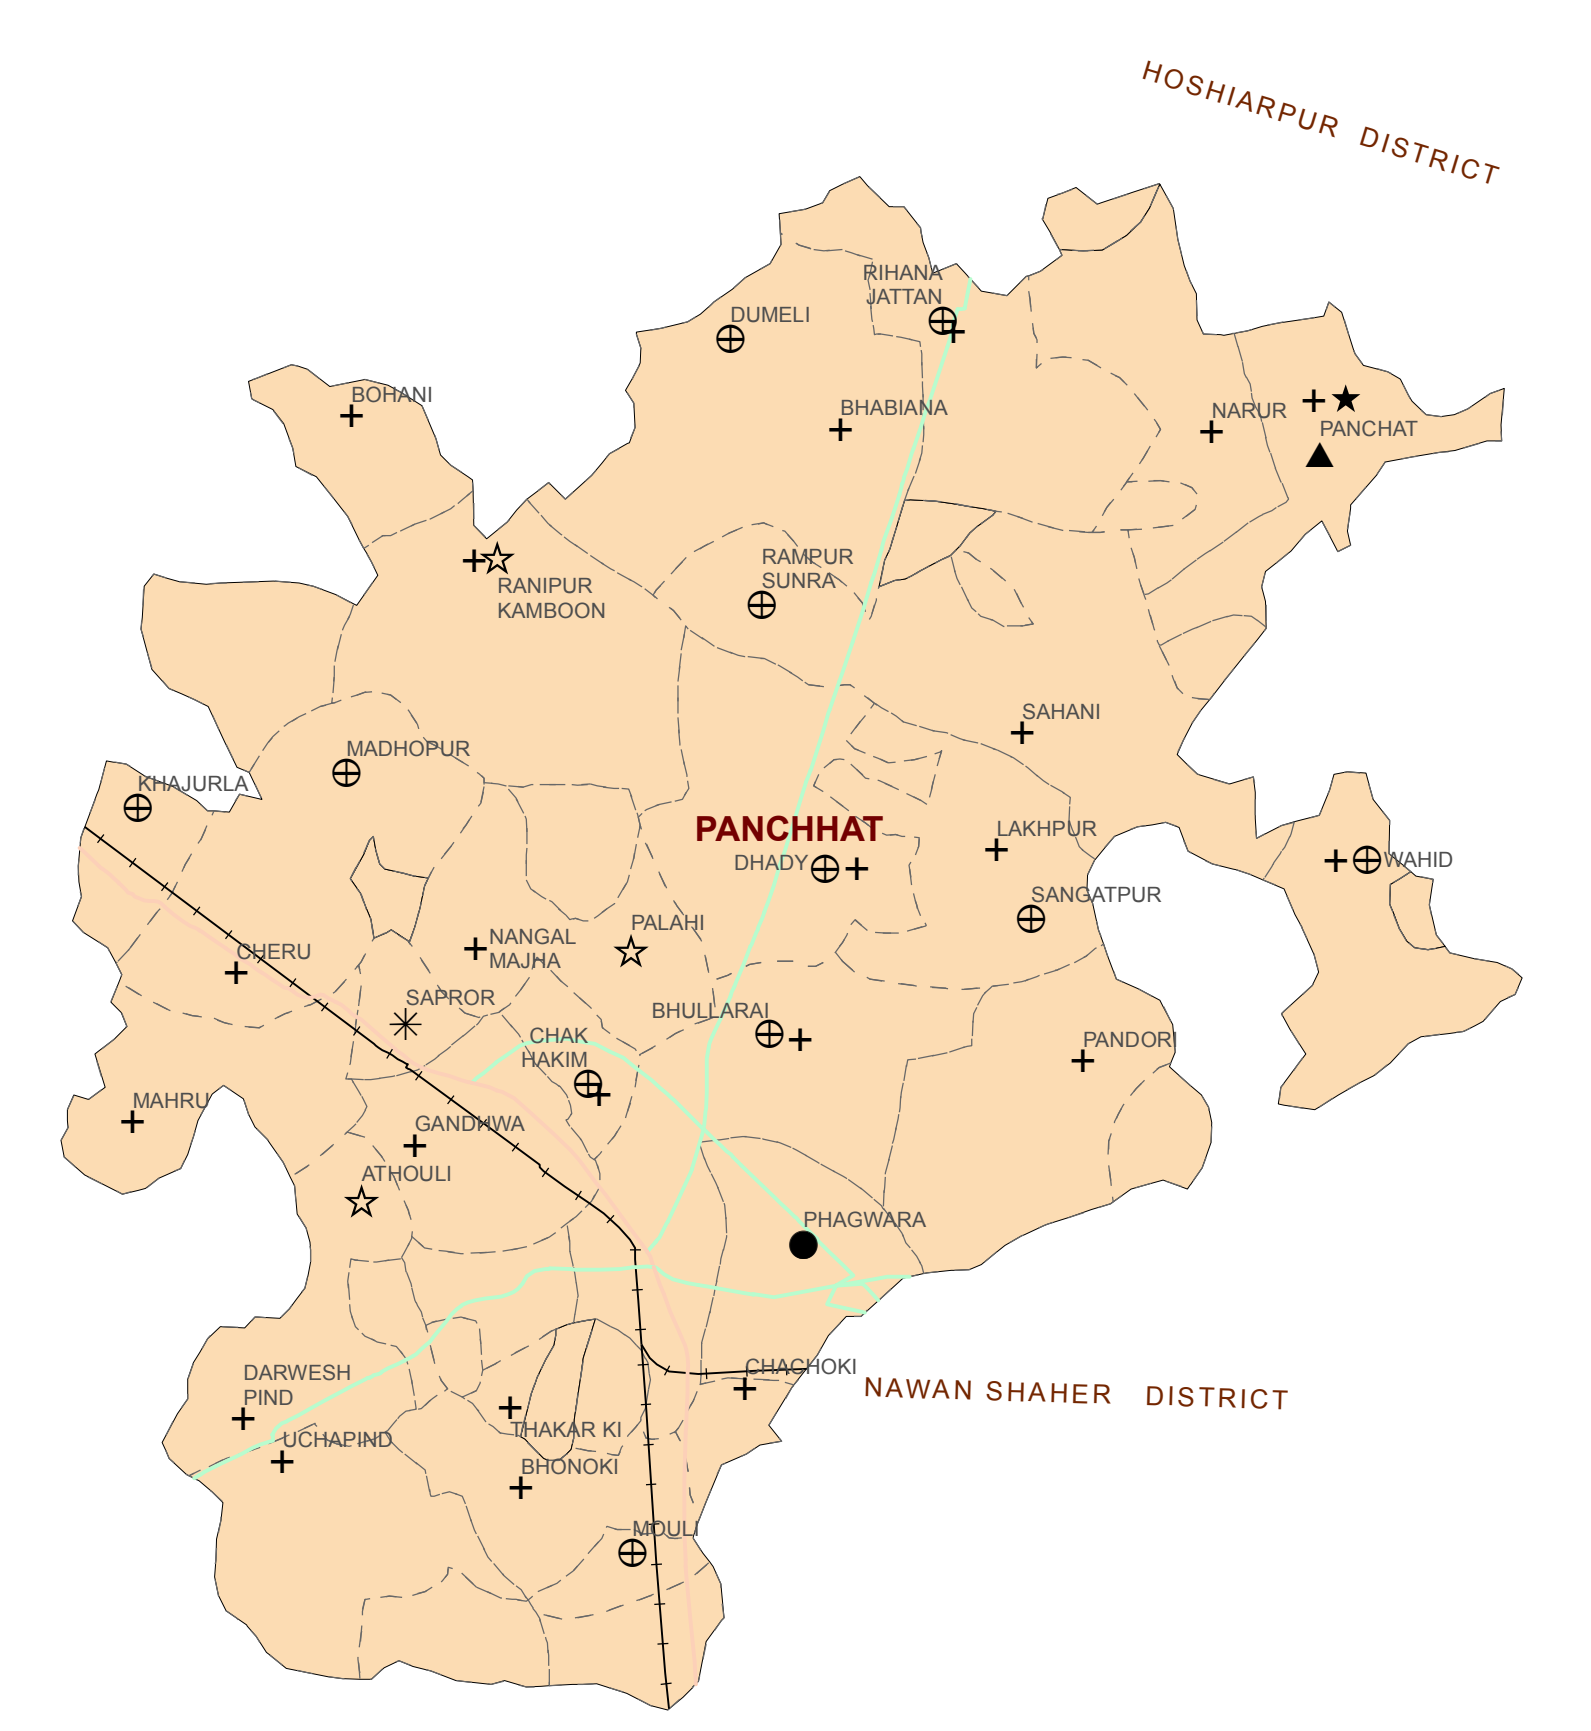 HOSHIARPUR DISTRICT
RIHANA
JATTAN
DUMELI
BOHANI
BHABIANA
NARUR
PANCHAT
RAMPUR
SUNRA
RANIPUR
KAMBOON
SAHANI
MADHOPUR
KHAJURLA
PANCHHAT
LAKHPUR
DHADY
WAHID
SANGATPUR
PALAHI
NANGAL
MAJHA
CHERU
SAPROR
BHULLARAI
CHAK
HAKIM
PANDORI
MAHRU
GANDHWA
ATHOULI
PHAGWARA
CHACHOKI
DARWESH
PIND
NAWAN SHAHER DISTRICT
THAKAR KI
UCHAPIND
BHONOKI
MOULI